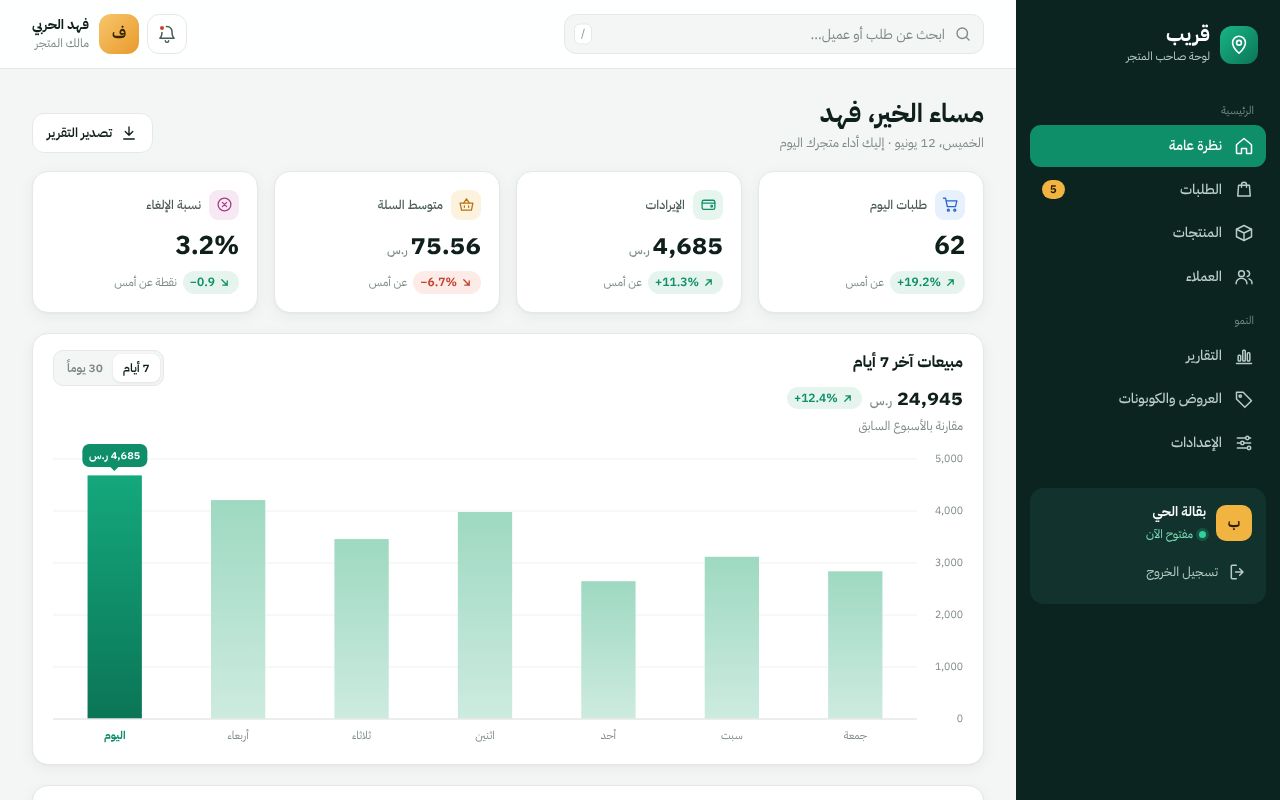 قريب
لوحة صاحب المتجر
الرئيسية
نظرة عامة
الطلبات
5
المنتجات
العملاء
النمو
التقارير
العروض والكوبونات
الإعدادات
ب
بقالة الحي
مفتوح الآن
تسجيل الخروج
ابحث عن طلب أو عميل...
/
ف
فهد الحربي
مالك المتجر
مساء الخير، فهد
الخميس، 12 يونيو · إليك أداء متجرك اليوم
تصدير التقرير
طلبات اليوم
62
+19.2% عن أمس
الإيرادات
4,685 ر.س
+11.3% عن أمس
متوسط السلة
75.56 ر.س
−6.7% عن أمس
نسبة الإلغاء
3.2%
−0.9 نقطة عن أمس
مبيعات آخر 7 أيام
7 أيام
30 يوماً
24,945 ر.س +12.4%
مقارنة بالأسبوع السابق
5,000
4,000
3,000
2,000
1,000
0
4,685 ر.س
جمعة
سبت
أحد
اثنين
ثلاثاء
أربعاء
اليوم